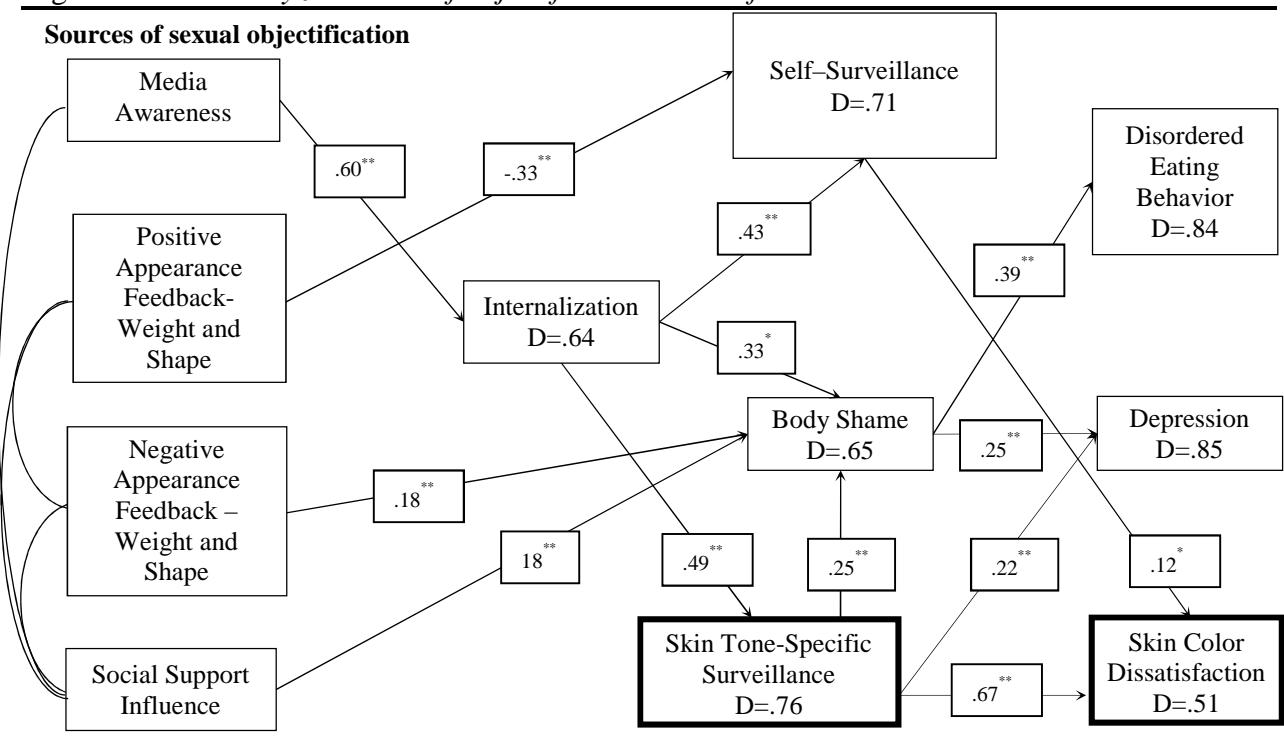 Sources of sexual objectification
Media
Awareness
Positive
Appearance
Feedback-
Weight and
Shape
Negative
Appearance
Feedback –
Weight and
Shape
Social Support
Influence
.60**
-.33**
Self–Surveillance
D=.71
Internalization
D=.64
.43**
.33*
.18**
18**
.49**
Body Shame
D=.65
.25**
Skin Tone-Specific
Surveillance
D=.76
.39**
.25**
.22**
.67**
.12*
Disordered
Eating
Behavior
D=.84
Depression
D=.85
Skin Color
Dissatisfaction
D=.51